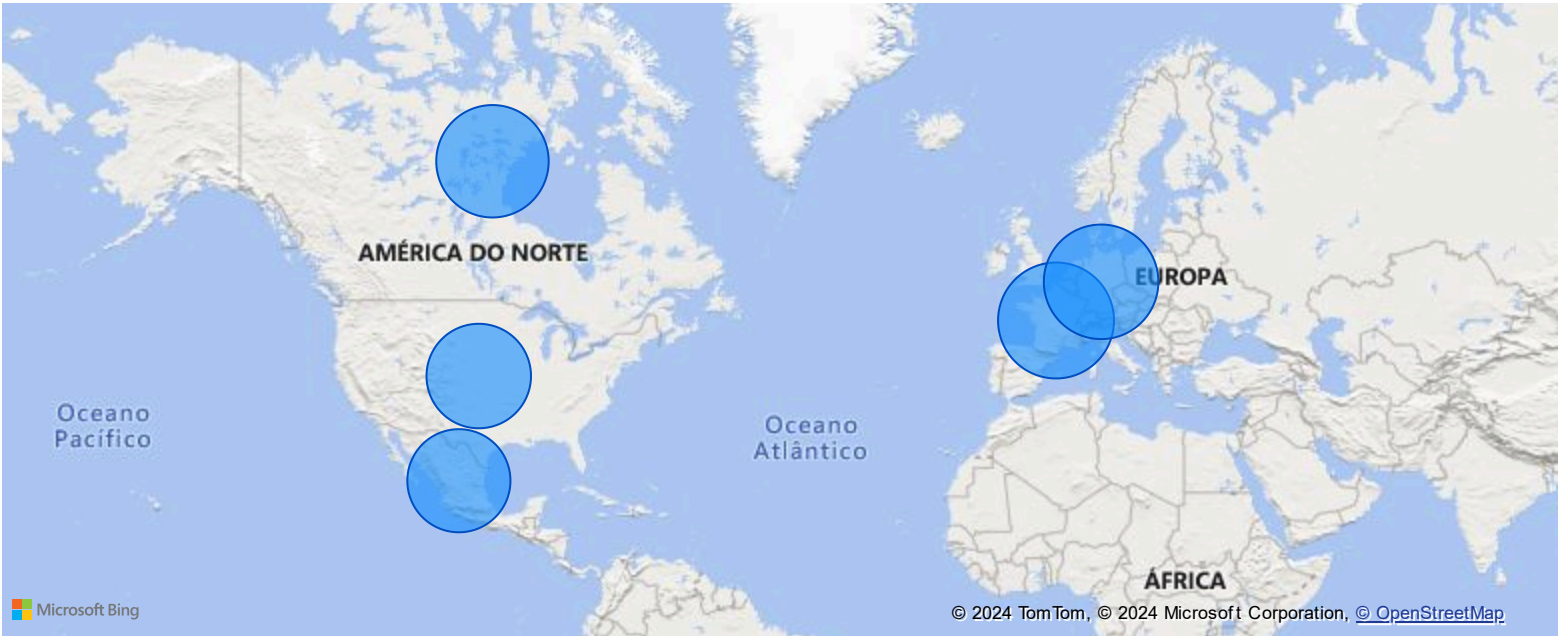 AMÉRICA DO NORTE
EUROPA
Oceano
Pacífico
Oceano
Atlântico
ÁFRICA
Microsoft Bing
© 2024 TomTom, © 2024 Microsoft Corporation, © OpenStreetMap